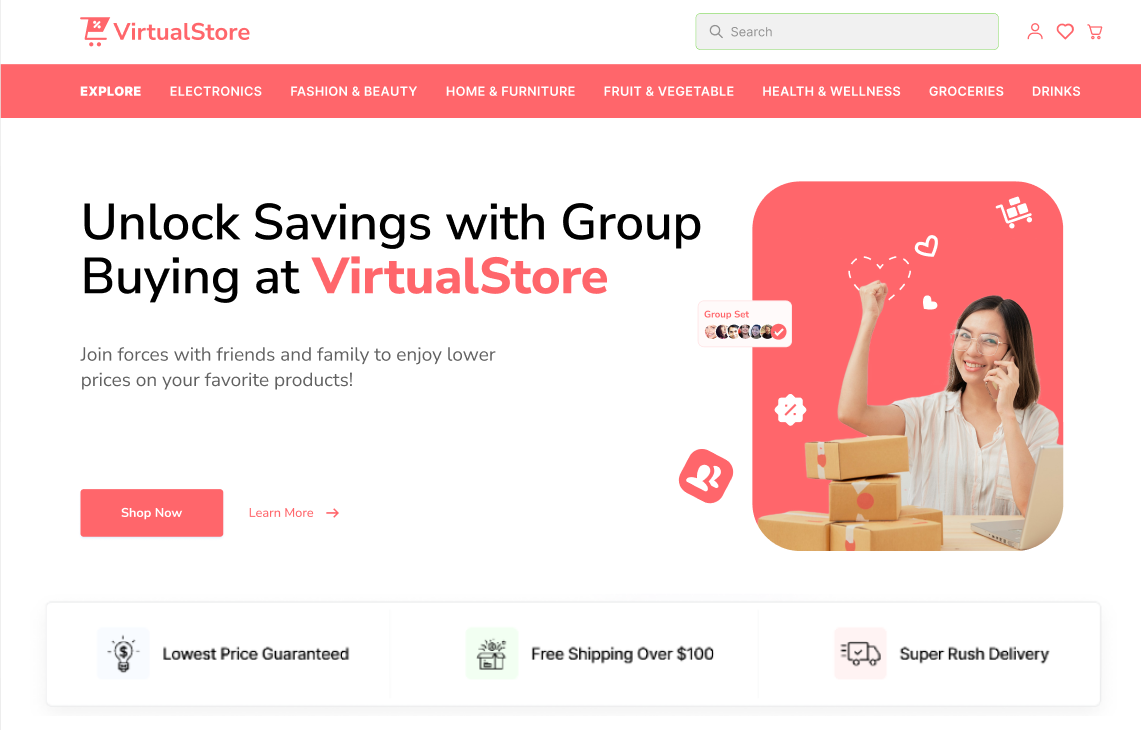 VirtualStore
Search
EXPLORE
ELECTRONICS
FASHION & BEAUTY
HOME & FURNITURE
FRUIT & VEGETABLE
HEALTH & WELLNESS
GROCERIES
DRINKS
Unlock Savings with Group
Buying at VirtualStore
Group Set
Join forces with friends and family to enjoy lower
prices on your favorite products!
Shop Now
Learn More
Lowest Price Guaranteed
Free Shipping Over $100
Super Rush Delivery